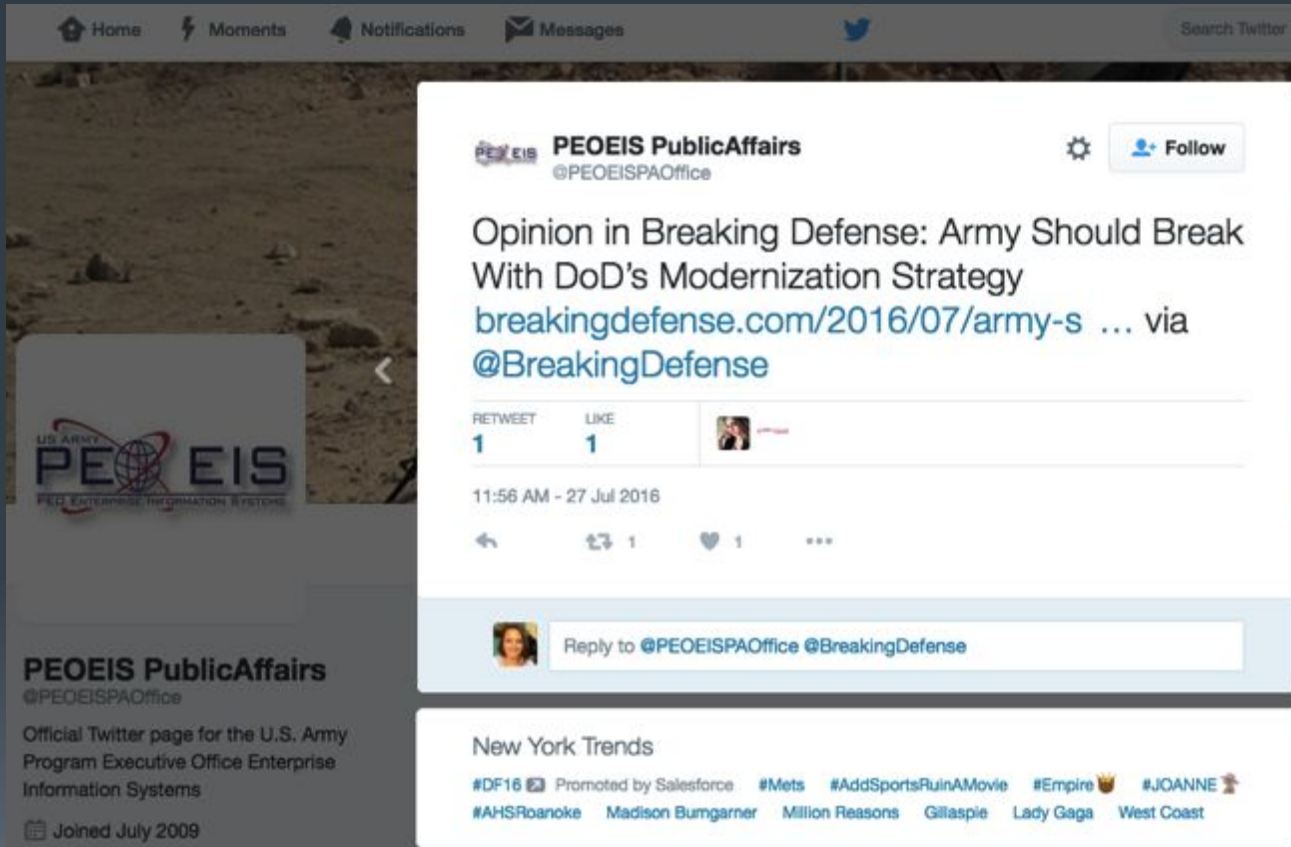 Home Moments Notifications Messages Search Twitter
PEOEIS PublicAffairs
@PEOEISPAOffice
Follow
Opinion in Breaking Defense: Army Should Break
With DoD's Modernization Strategy
breakingdefense.com/2016/07/army-s … via
@BreakingDefense
RETWEET LIKE
1 1
11:56 AM - 27 Jul 2016
1 1
Reply to @PEOEISPAOffice @BreakingDefense
US ARMY
PEO EIS
PEO ENTERPRISE INFORMATION SYSTEMS
PEOEIS PublicAffairs
@PEOEISPAOffice
Official Twitter page for the U.S. Army
Program Executive Office Enterprise
Information Systems
Joined July 2009
New York Trends
#DF16 Promoted by Salesforce #Mets #AddSportsRuinAMovie #Empire #JOANNE
#AHSRoanoke Madison Bumgarner Million Reasons Gillaspie Lady Gaga West Coast